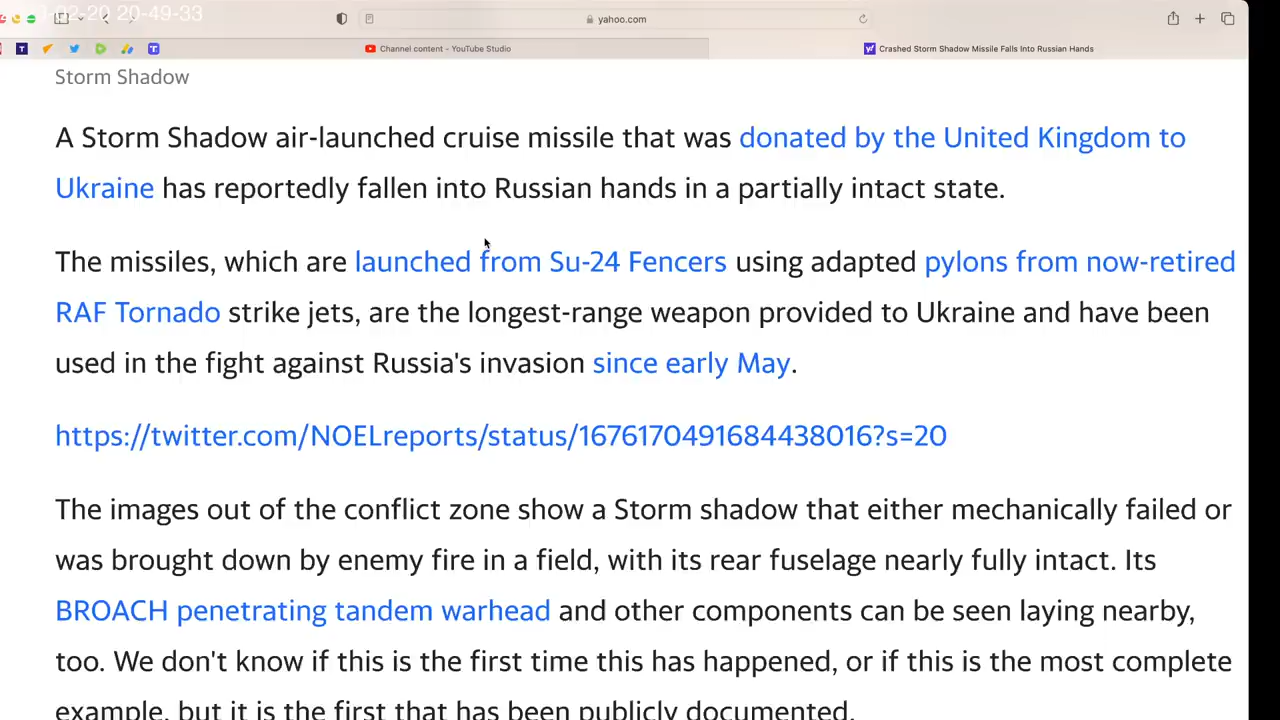 -02-20 20-49-33
yahoo.com
Channel content - YouTube Studio
Crashed Storm Shadow Missile Falls Into Russian Hands
Storm Shadow
A Storm Shadow air-launched cruise missile that was donated by the United Kingdom to
Ukraine has reportedly fallen into Russian hands in a partially intact state.
The missiles, which are launched from Su-24 Fencers using adapted pylons from now-retired
RAF Tornado strike jets, are the longest-range weapon provided to Ukraine and have been
used in the fight against Russia's invasion since early May.
https://twitter.com/NOELreports/status/1676170491684438016?s=20
The images out of the conflict zone show a Storm shadow that either mechanically failed or
was brought down by enemy fire in a field, with its rear fuselage nearly fully intact. Its
BROACH penetrating tandem warhead and other components can be seen laying nearby,
too. We don't know if this is the first time this has happened, or if this is the most complete
example, but it is the first that has been publicly documented.